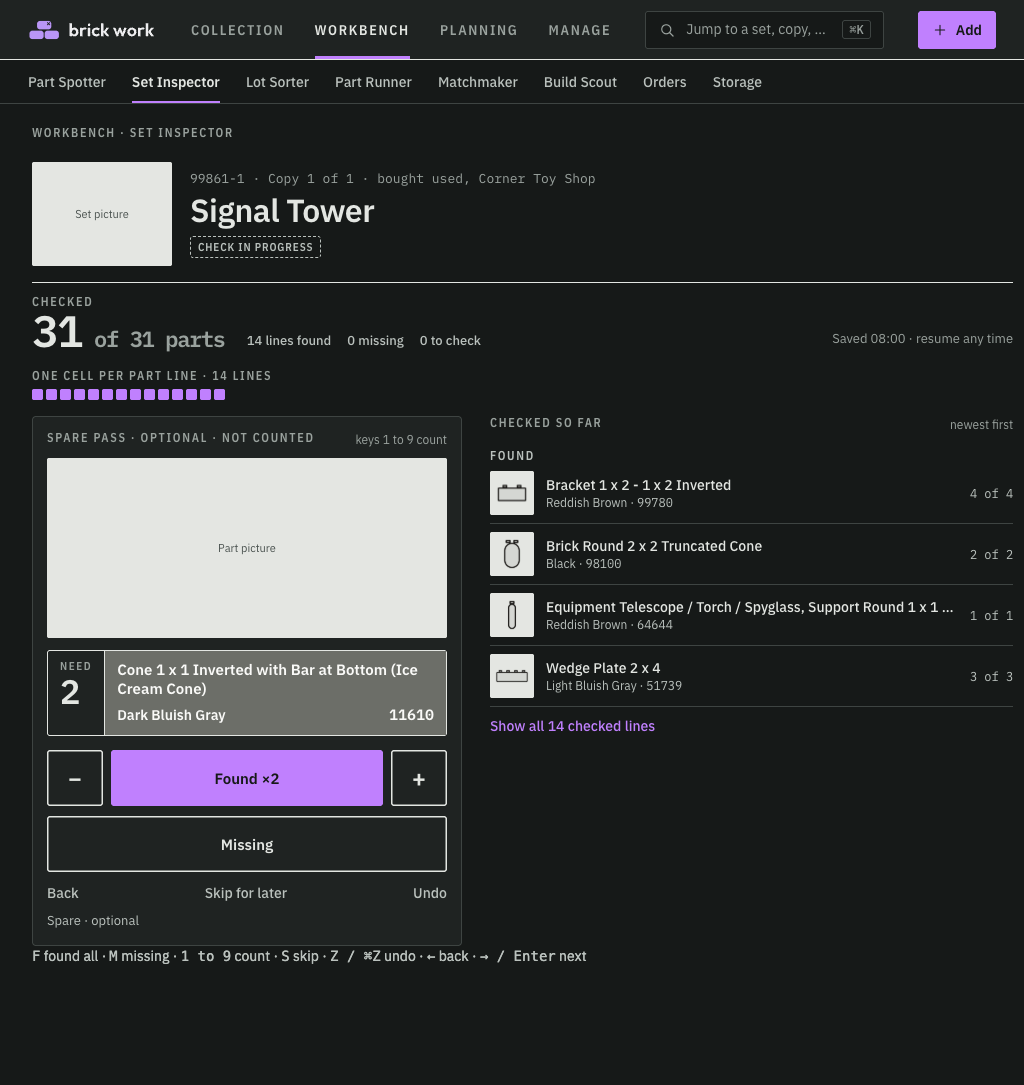 brick work
COLLECTION WORKBENCH PLANNING MANAGE
Jump to a set, copy, ... ⌘K
+ Add
Part Spotter Set Inspector Lot Sorter Part Runner Matchmaker Build Scout Orders Storage
WORKBENCH · SET INSPECTOR
Set picture
99861-1 · Copy 1 of 1 · bought used, Corner Toy Shop
Signal Tower
CHECK IN PROGRESS
CHECKED
31 of 31 parts 14 lines found 0 missing 0 to check
Saved 08:00 · resume any time
ONE CELL PER PART LINE · 14 LINES
SPARE PASS · OPTIONAL · NOT COUNTED keys 1 to 9 count
Part picture
NEED
2
Cone 1 x 1 Inverted with Bar at Bottom (Ice
Cream Cone)
Dark Bluish Gray 11610
− Found ×2 +
Missing
Back Skip for later Undo
Spare · optional
CHECKED SO FAR newest first
FOUND
Bracket 1 x 2 - 1 x 2 Inverted
Reddish Brown · 99780
4 of 4
Brick Round 2 x 2 Truncated Cone
Black · 98100
2 of 2
Equipment Telescope / Torch / Spyglass, Support Round 1 x 1 ...
Reddish Brown · 64644
1 of 1
Wedge Plate 2 x 4
Light Bluish Gray · 51739
3 of 3
Show all 14 checked lines
F found all · M missing · 1 to 9 count · S skip · Z / ⌘Z undo · ← back · → / Enter next